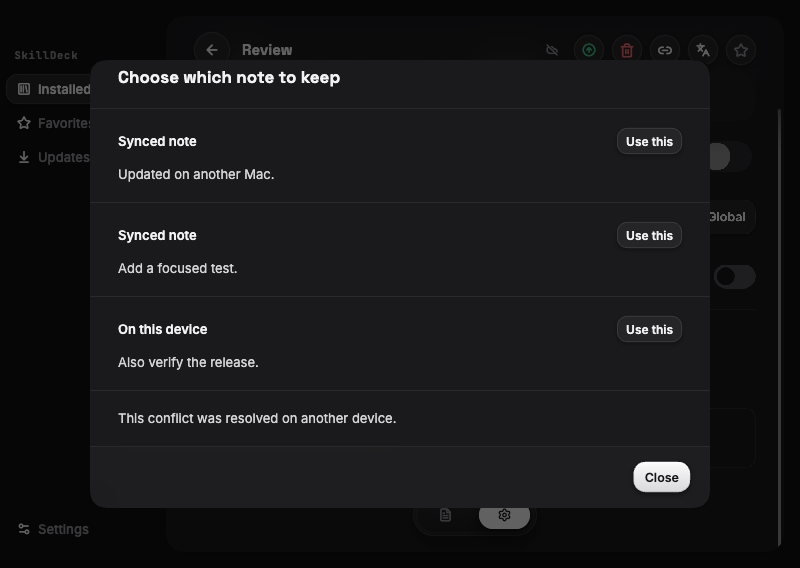 SkillDeck
Review
Installed
Favorites
Updates
Choose which note to keep
Synced note
Use this
Updated on another Mac.
Synced note
Use this
Add a focused test.
On this device
Use this
Also verify the release.
This conflict was resolved on another device.
Close
Global
Settings